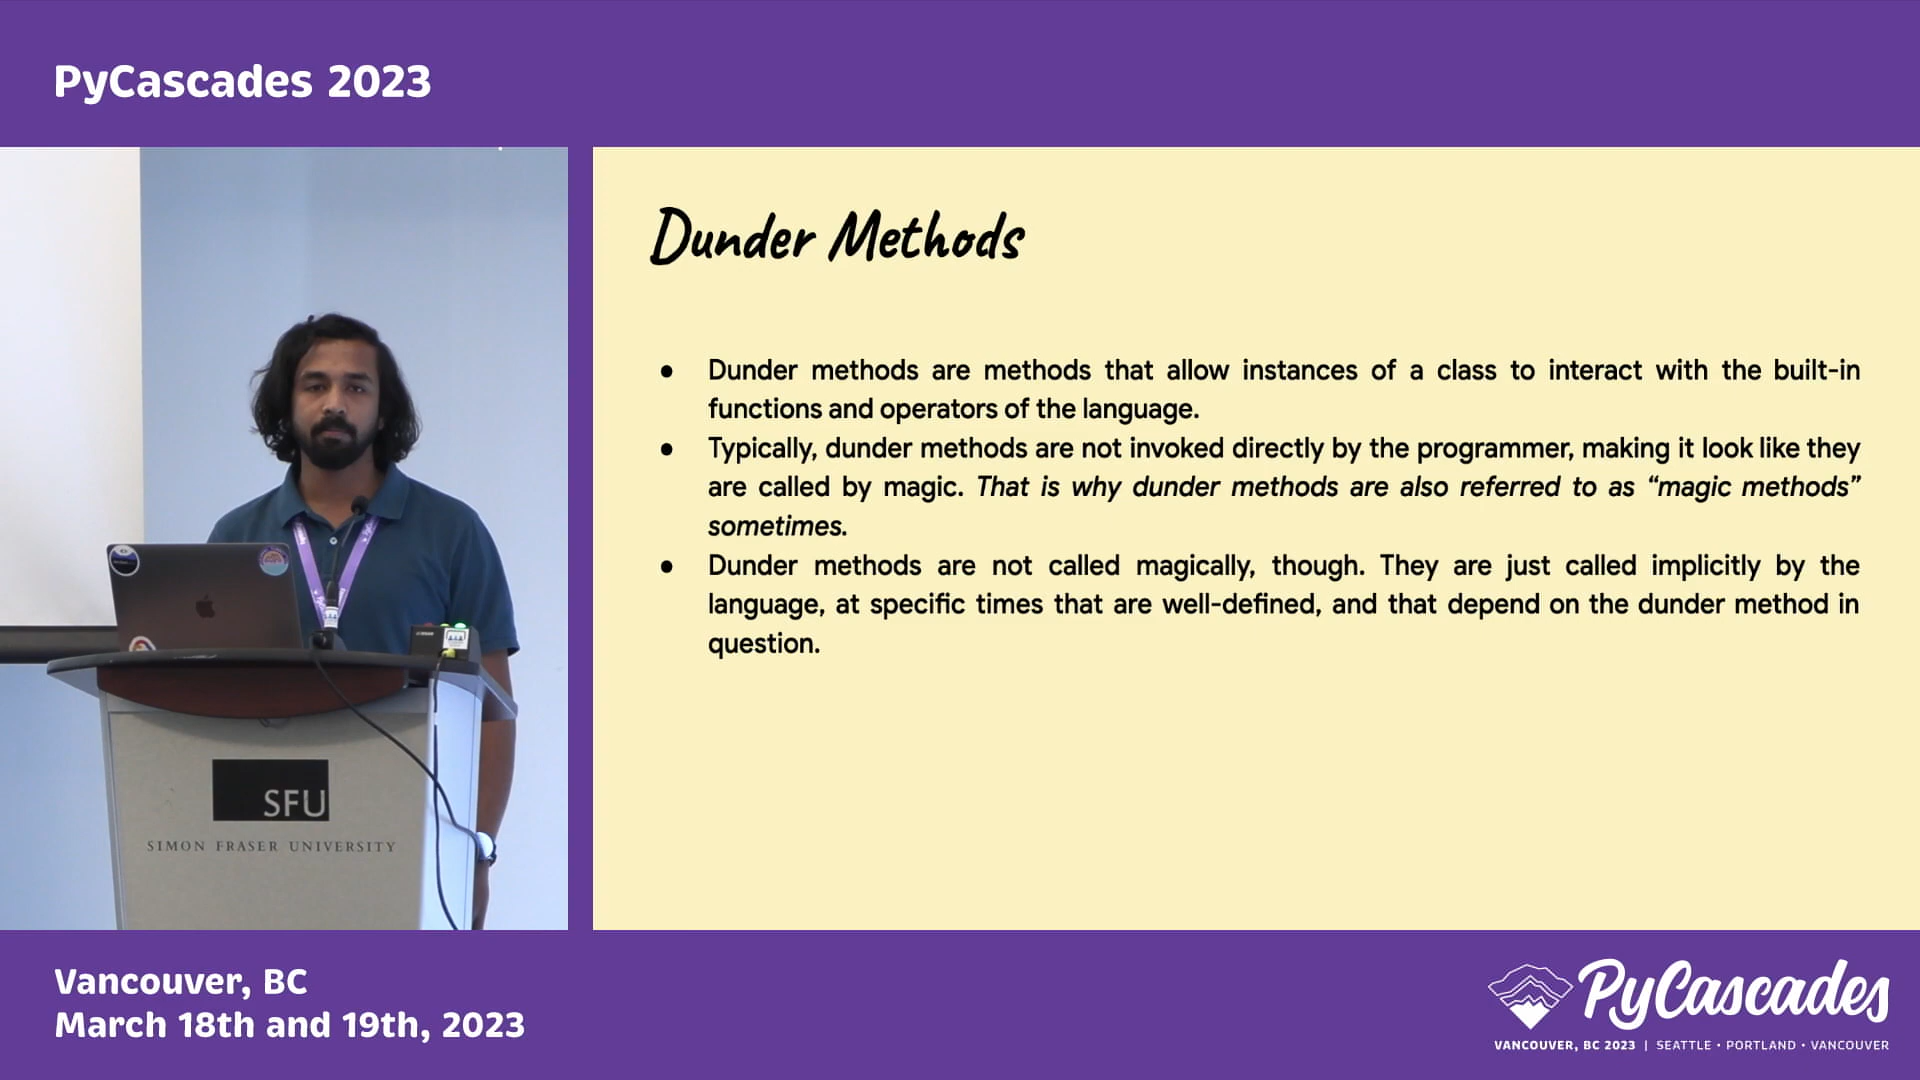 PyCascades 2023
Dunder Methods
● Dunder methods are methods that allow instances of a class to interact with the built-in
functions and operators of the language.
● Typically, dunder methods are not invoked directly by the programmer, making it look like they
are called by magic. That is why dunder methods are also referred to as “magic methods”
sometimes.
● Dunder methods are not called magically, though. They are just called implicitly by the
language, at specific times that are well-defined, and that depend on the dunder method in
question.
SFU
SIMON FRASER UNIVERSITY
Vancouver, BC
March 18th and 19th, 2023
PyCascades
VANCOUVER, BC 2023 | SEATTLE • PORTLAND • VANCOUVER